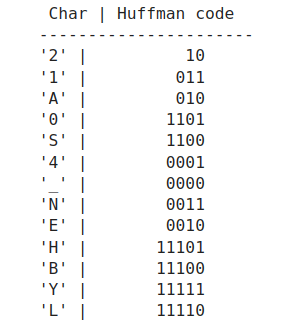 Char | Huffman code
----------------------
'2' | 10
'1' | 011
'A' | 010
'0' | 1101
'S' | 1100
'4' | 0001
'_' | 0000
'N' | 0011
'E' | 0010
'H' | 11101
'B' | 11100
'Y' | 11111
'L' | 11110